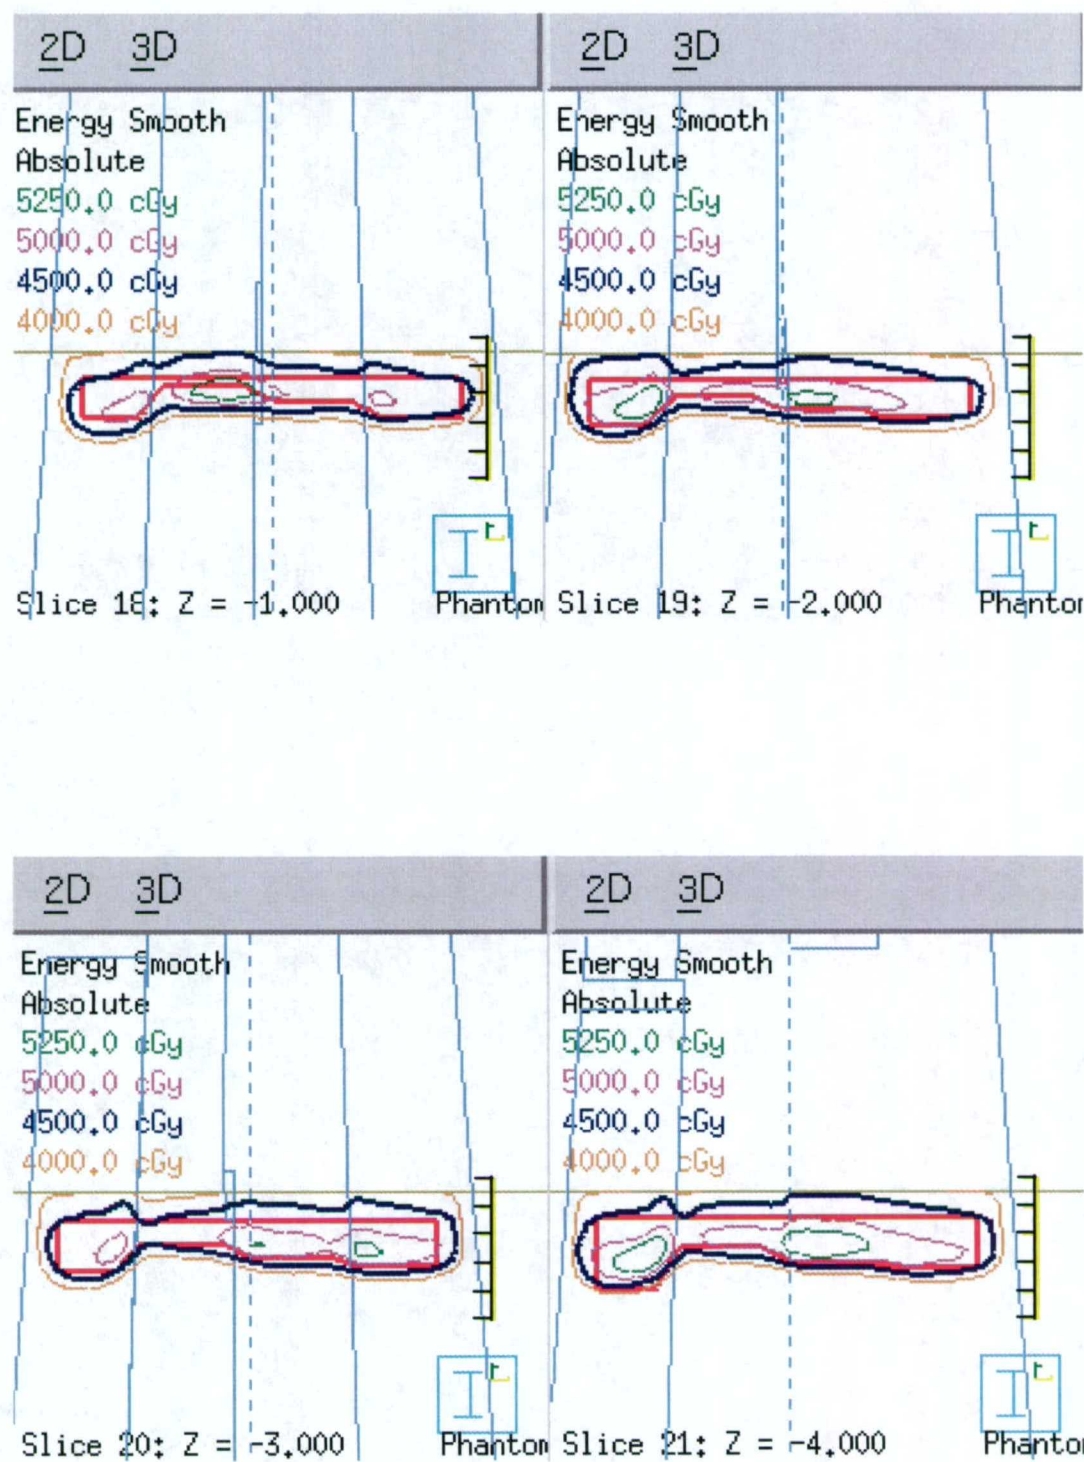 2D 3D
Energy Smooth
Absolute
5250.0 cGy
5000.0 cGy
4500.0 cGy
4000.0 cGy
Slice 18: Z = -1.000 Phantom
2D 3D
Energy Smooth
Absolute
5250.0 cGy
5000.0 cGy
4500.0 cGy
4000.0 cGy
Slice 19: Z = -2.000 Phantom
2D 3D
Energy Smooth
Absolute
5250.0 cGy
5000.0 cGy
4500.0 cGy
4000.0 cGy
Slice 20: Z = -3.000 Phantom
2D 3D
Energy Smooth
Absolute
5250.0 cGy
5000.0 cGy
4500.0 cGy
4000.0 cGy
Slice 21: Z = -4.000 Phantom